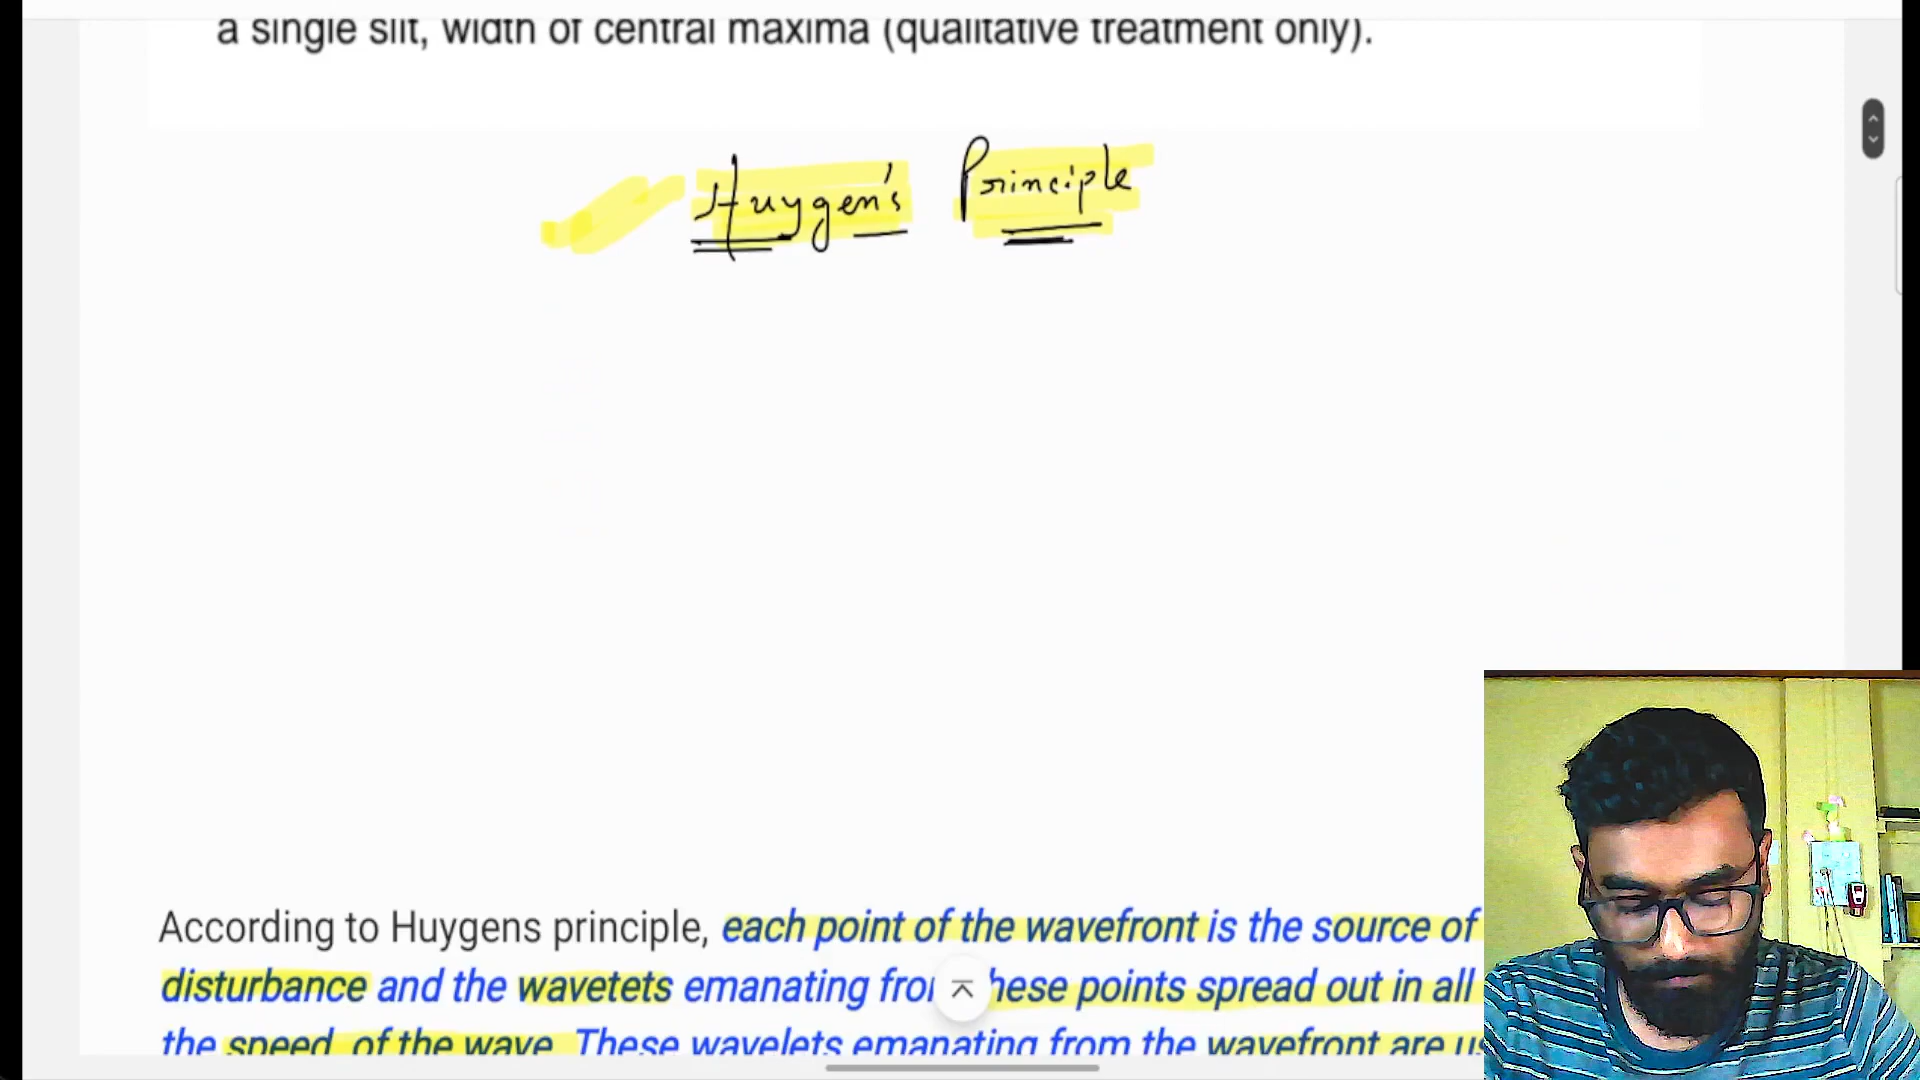 a single slit, width of central maxima (qualitative treatment only).
Huygen's Principle
According to Huygens principle, each point of the wavefront is the source of
disturbance and the wavetets emanating from these points spread out in all
the speed of the wave. These wavelets emanating from the wavefront are